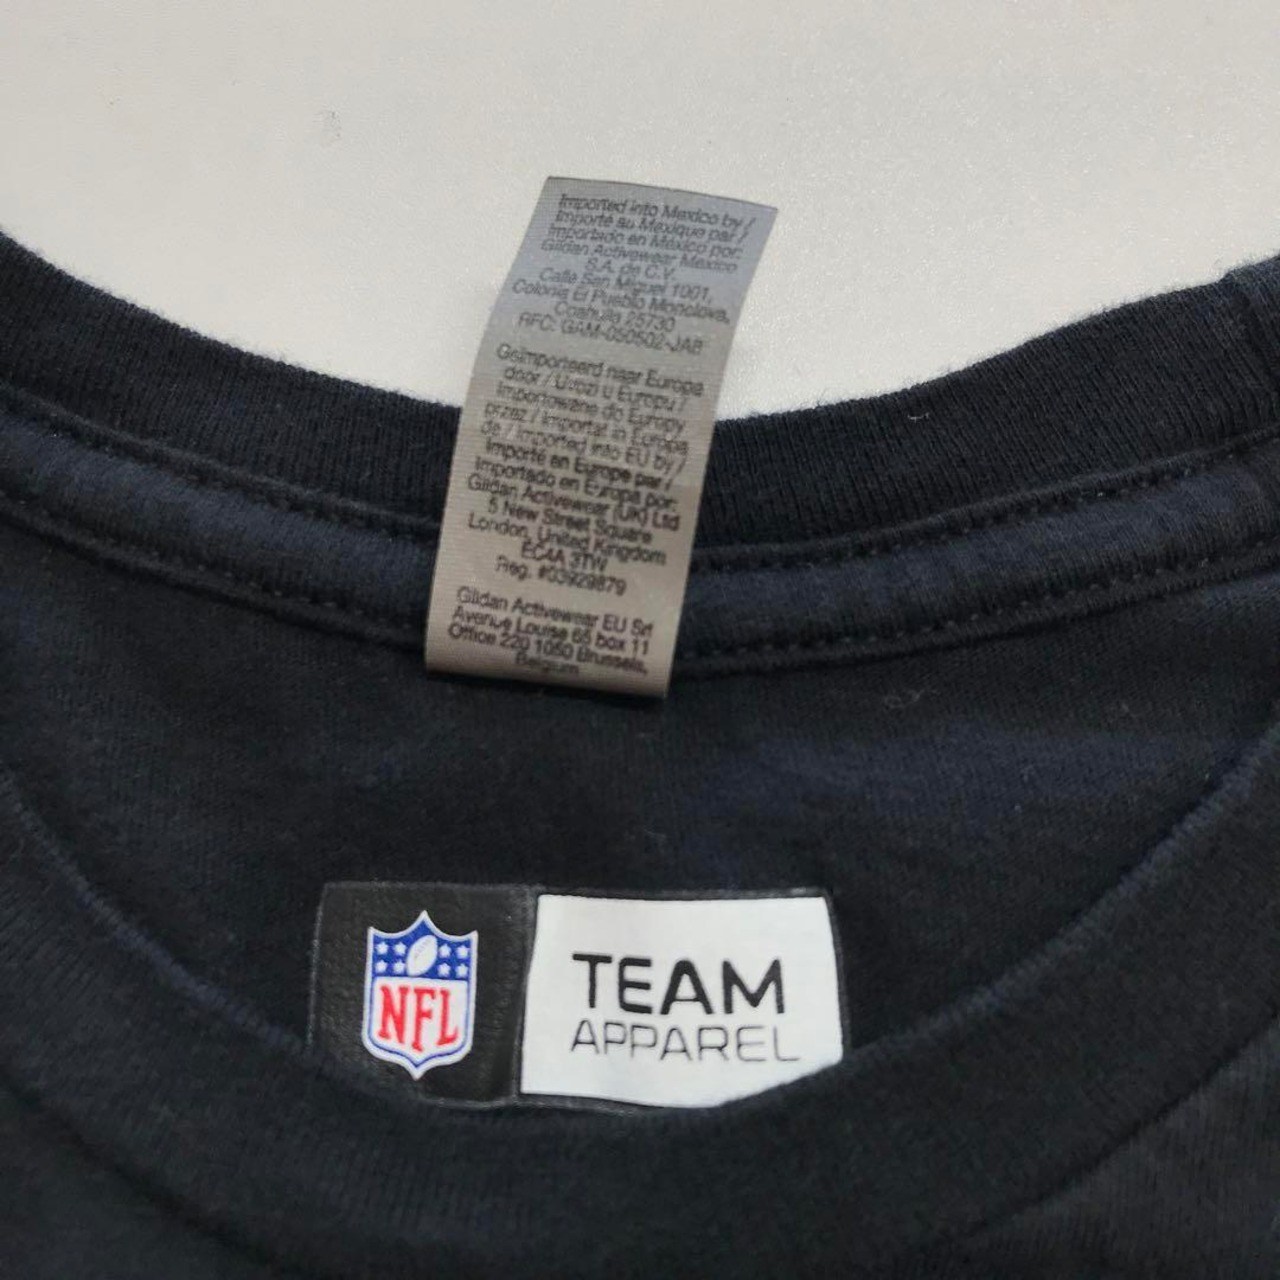 Imported into Mexico by /
Importé au Mexique par /
Importado en México por:
Gildan Activewear Mexico
S.A. de C.V.
Calle San Miguel 1001,
Colonia El Pueblo Monclova,
Coahuila 25730
RFC: GAM-050502-JA8
Geïmporteerd naar Europa
door / Uvozi u Europu /
Importowane do Europy
przez / Importat in Europa
de / Imported into EU by /
Importé en Europe par /
Importado en Europa por:
Gildan Activewear (UK) Ltd
5 New Street Square
London, United Kingdom
EC4A 3TW
Reg. #03929879
Gildan Activewear EU Srl
Avenue Louise 65 box 11
Office 220 1050 Brussels,
Belgium
NFL
TEAM
APPAREL